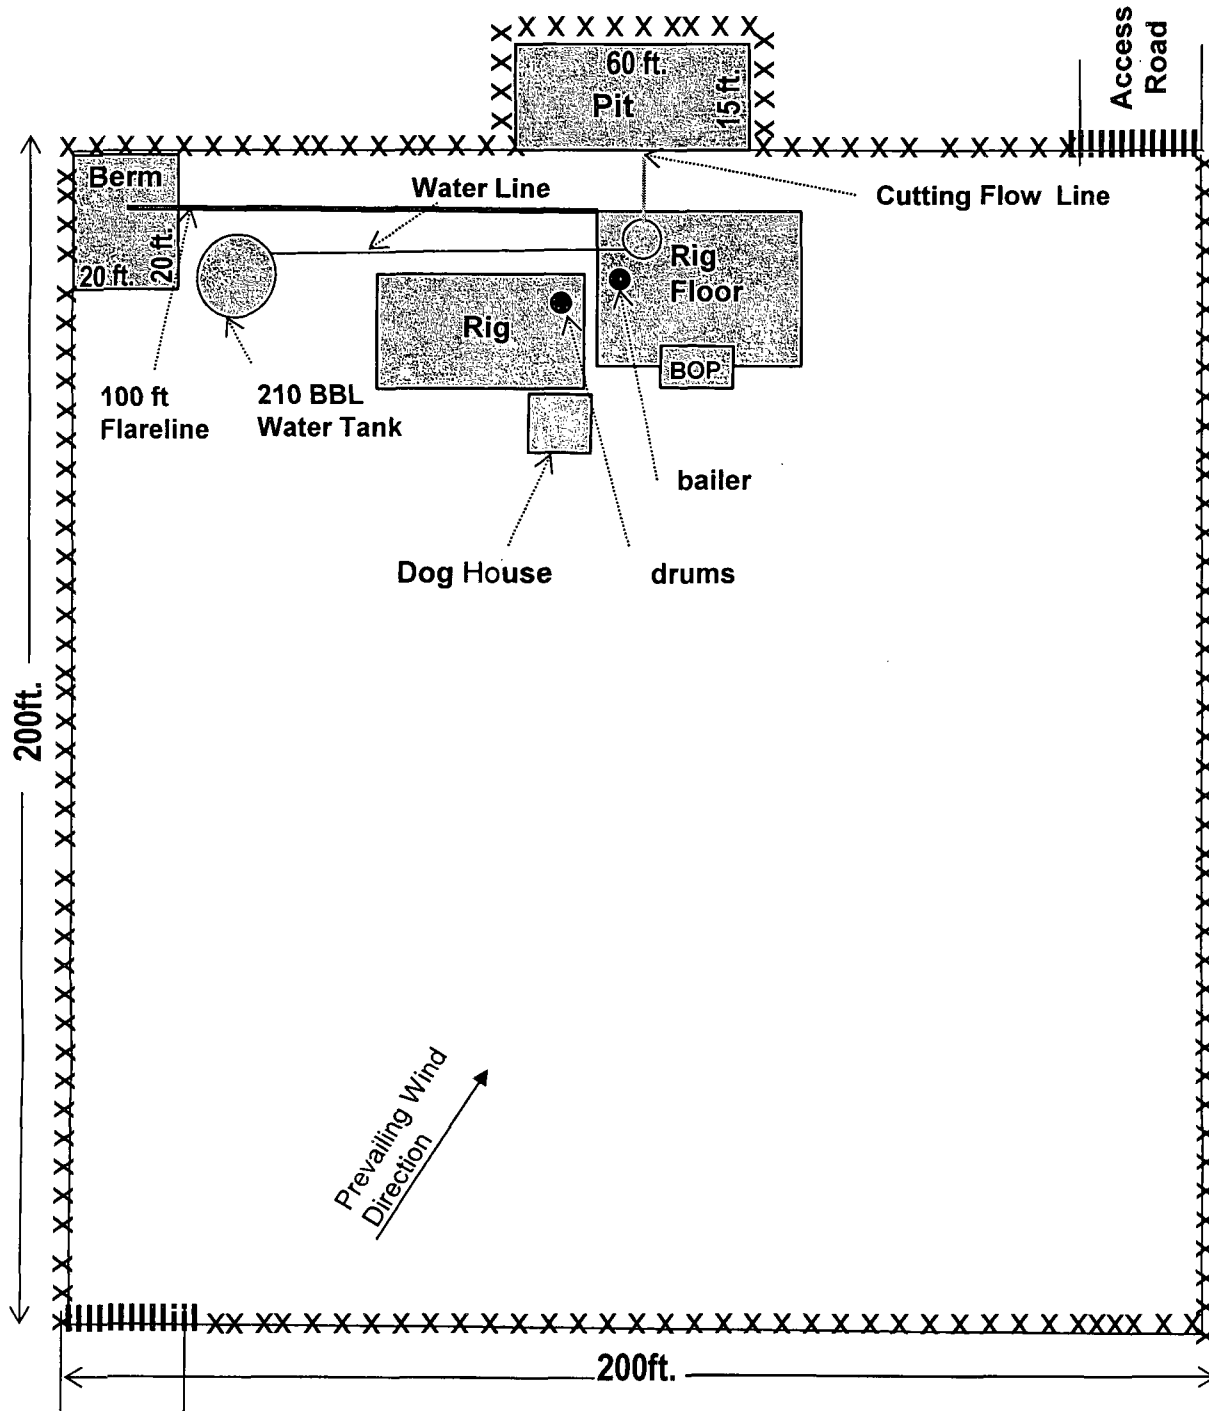 Access
Road
60 ft.
Pit
15 ft.
Berm
Water Line
Cutting Flow Line
20 ft.
20 ft.
Rig
Floor
Rig
BOP
100 ft
Flareline
210 BBL
Water Tank
bailer
Dog House
drums
200ft.
Prevailing Wind
Direction
200ft.